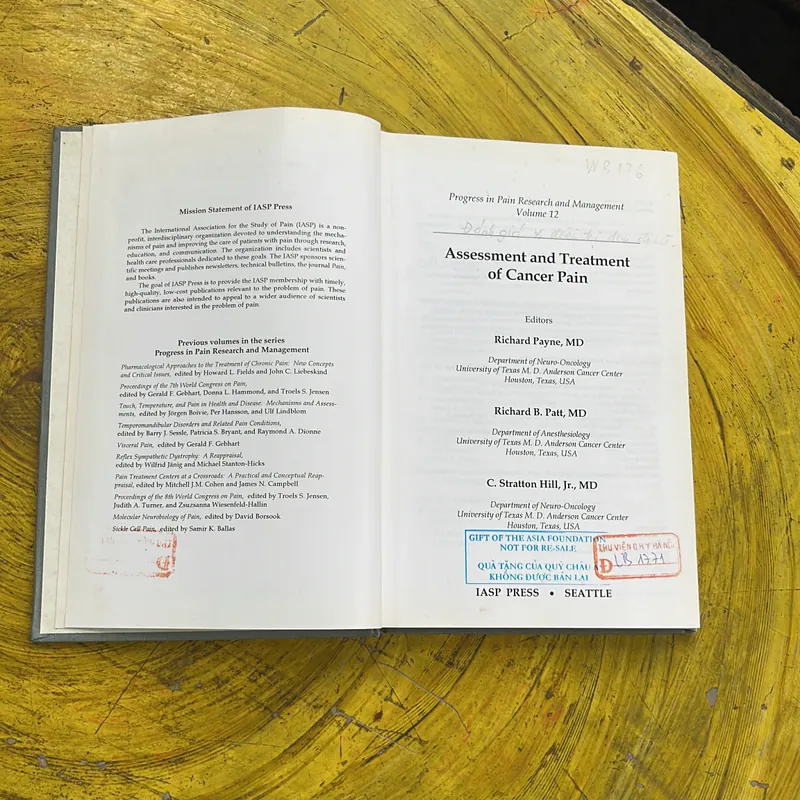 Mission Statement of IASP Press
The International Association for the Study of Pain (IASP) is a non-
profit, interdisciplinary organization devoted to understanding the mecha-
nisms of pain and improving the care of patients with pain through research,
education, and communication. The organization includes scientists and
health care professionals dedicated to these goals. The IASP sponsors scien-
tific meetings and publishes newsletters, technical bulletins, the journal Pain,
and books.
The goal of IASP Press is to provide the IASP membership with timely,
high-quality, low-cost publications relevant to the problem of pain. These
publications are also intended to appeal to a wider audience of scientists
and clinicians interested in the problem of pain.
Previous volumes in the series
Progress in Pain Research and Management
Pharmacological Approaches to the Treatment of Chronic Pain: New Concepts
and Critical Issues, edited by Howard L. Fields and John C. Liebeskind
Proceedings of the 7th World Congress on Pain,
edited by Gerald F. Gebhart, Donna L. Hammond, and Troels S. Jensen
Touch, Temperature, and Pain in Health and Disease: Mechanisms and Assess-
ments, edited by Jörgen Boivie, Per Hansson, and Ulf Lindblom
Temporomandibular Disorders and Related Pain Conditions,
edited by Barry J. Sessle, Patricia S. Bryant, and Raymond A. Dionne
Visceral Pain, edited by Gerald F. Gebhart
Reflex Sympathetic Dystrophy: A Reappraisal,
edited by Wilfrid Jänig and Michael Stanton-Hicks
Pain Treatment Centers at a Crossroads: A Practical and Conceptual Reap-
praisal, edited by Mitchell J.M. Cohen and James N. Campbell
Proceedings of the 8th World Congress on Pain, edited by Troels S. Jensen,
Judith A. Turner, and Zsuzsanna Wiesenfeld-Hallin
Molecular Neurobiology of Pain, edited by David Borsook
Sickle Cell Pain, edited by Samir K. Ballas
WB 176
Progress in Pain Research and Management
Volume 12
Đánh giá
Assessment and Treatment
of Cancer Pain
Editors
Richard Payne, MD
Department of Neuro-Oncology
University of Texas M. D. Anderson Cancer Center
Houston, Texas, USA
Richard B. Patt, MD
Department of Anesthesiology
University of Texas M. D. Anderson Cancer Center
Houston, Texas, USA
C. Stratton Hill, Jr., MD
Department of Neuro-Oncology
University of Texas M. D. Anderson Cancer Center
Houston, Texas, USA
GIFT OF THE ASIA FOUNDATION
NOT FOR RE-SALE
QUÀ TẶNG CỦA QUỸ CHÂU Á
KHÔNG ĐƯỢC BÁN LẠI
THƯ VIỆN ĐHY HÀ NỘI
LB 1771
IASP PRESS • SEATTLE